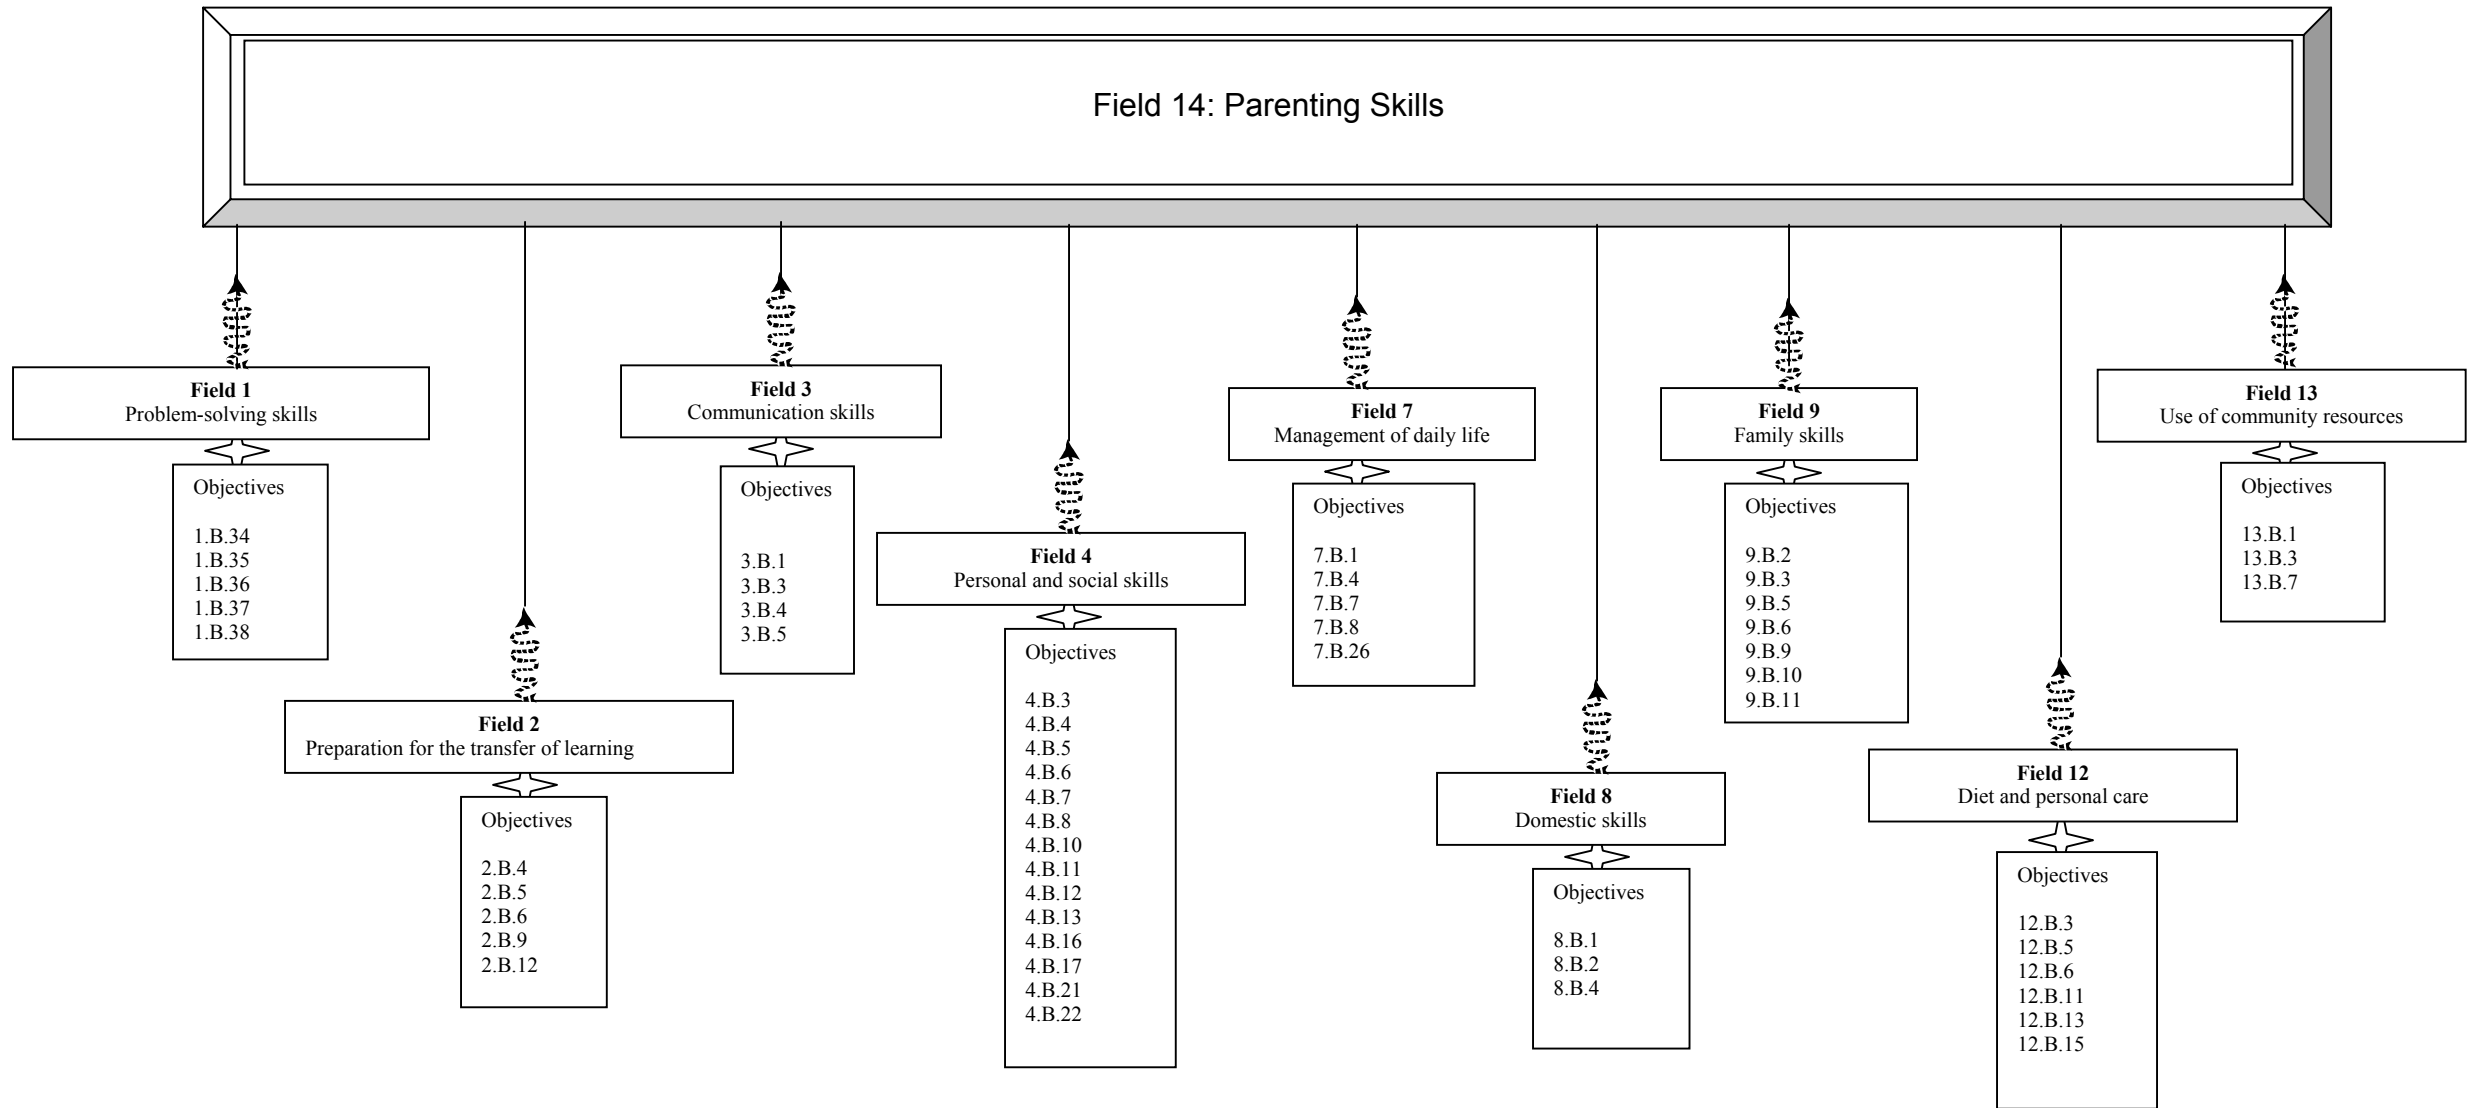 Field 14: Parenting Skills
Field 1
Problem-solving skills
Objectives
1.B.34
1.B.35
1.B.36
1.B.37
1.B.38
Field 2
Preparation for the transfer of learning
Objectives
2.B.4
2.B.5
2.B.6
2.B.9
2.B.12
Field 3
Communication skills
Objectives
3.B.1
3.B.3
3.B.4
3.B.5
Field 4
Personal and social skills
Objectives
4.B.3
4.B.4
4.B.5
4.B.6
4.B.7
4.B.8
4.B.10
4.B.11
4.B.12
4.B.13
4.B.16
4.B.17
4.B.21
4.B.22
Field 7
Management of daily life
Objectives
7.B.1
7.B.4
7.B.7
7.B.8
7.B.26
Field 8
Domestic skills
Objectives
8.B.1
8.B.2
8.B.4
Field 9
Family skills
Objectives
9.B.2
9.B.3
9.B.5
9.B.6
9.B.9
9.B.10
9.B.11
Field 12
Diet and personal care
Objectives
12.B.3
12.B.5
12.B.6
12.B.11
12.B.13
12.B.15
Field 13
Use of community resources
Objectives
13.B.1
13.B.3
13.B.7